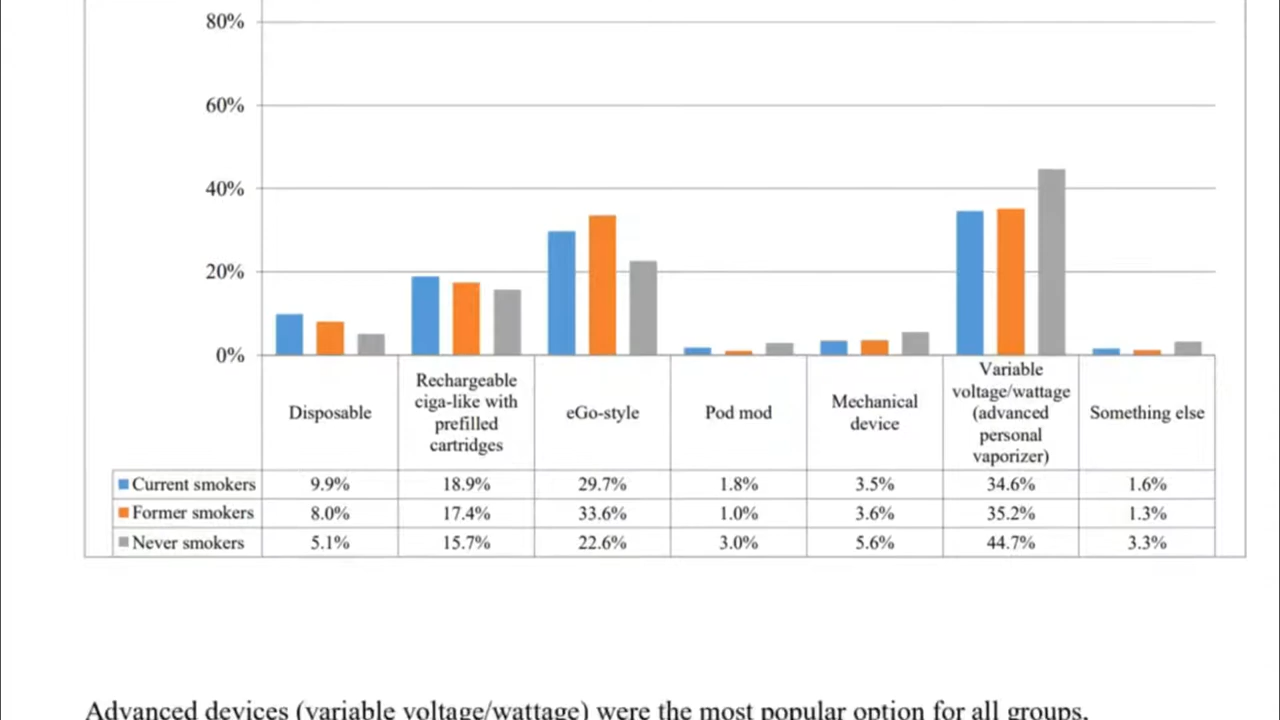 80%
60%
40%
20%
0%
Disposable
Rechargeable
ciga-like with
prefilled
cartridges
eGo-style
Pod mod
Mechanical
device
Variable
voltage/wattage
(advanced
personal
vaporizer)
Something else
Current smokers 9.9% 18.9% 29.7% 1.8% 3.5% 34.6% 1.6%
Former smokers 8.0% 17.4% 33.6% 1.0% 3.6% 35.2% 1.3%
Never smokers 5.1% 15.7% 22.6% 3.0% 5.6% 44.7% 3.3%
Advanced devices (variable voltage/wattage) were the most popular option for all groups,